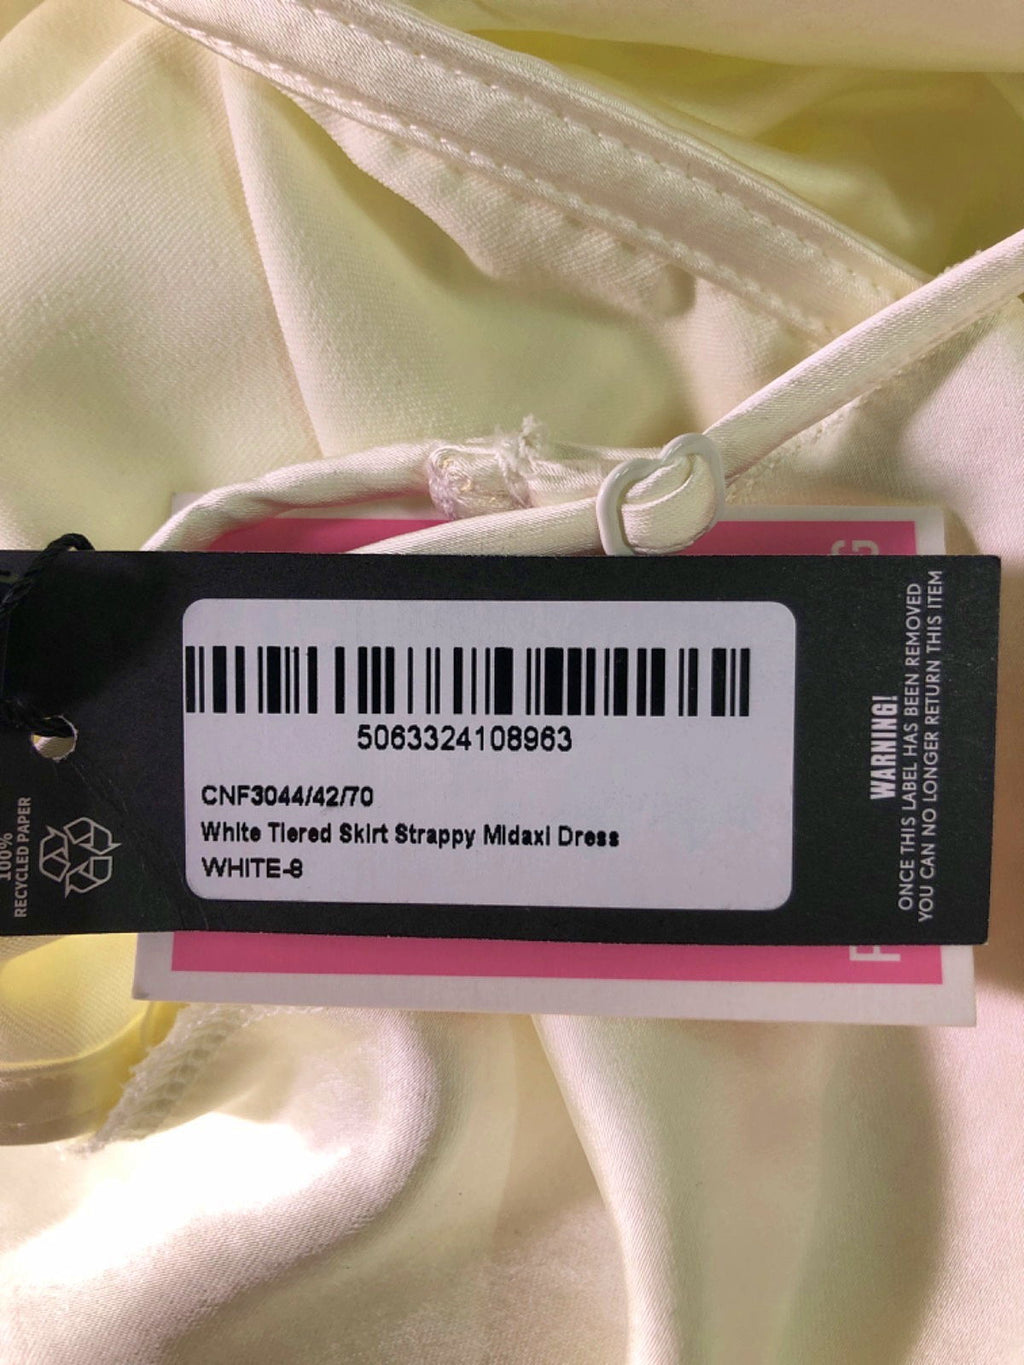 5063324108963
CNF3044/42/70
White Tiered Skirt Strappy Midaxi Dress
WHITE-8
WARNING!
ONCE THIS LABEL HAS BEEN REMOVED
YOU CAN NO LONGER RETURN THIS ITEM
100%
RECYCLED PAPER